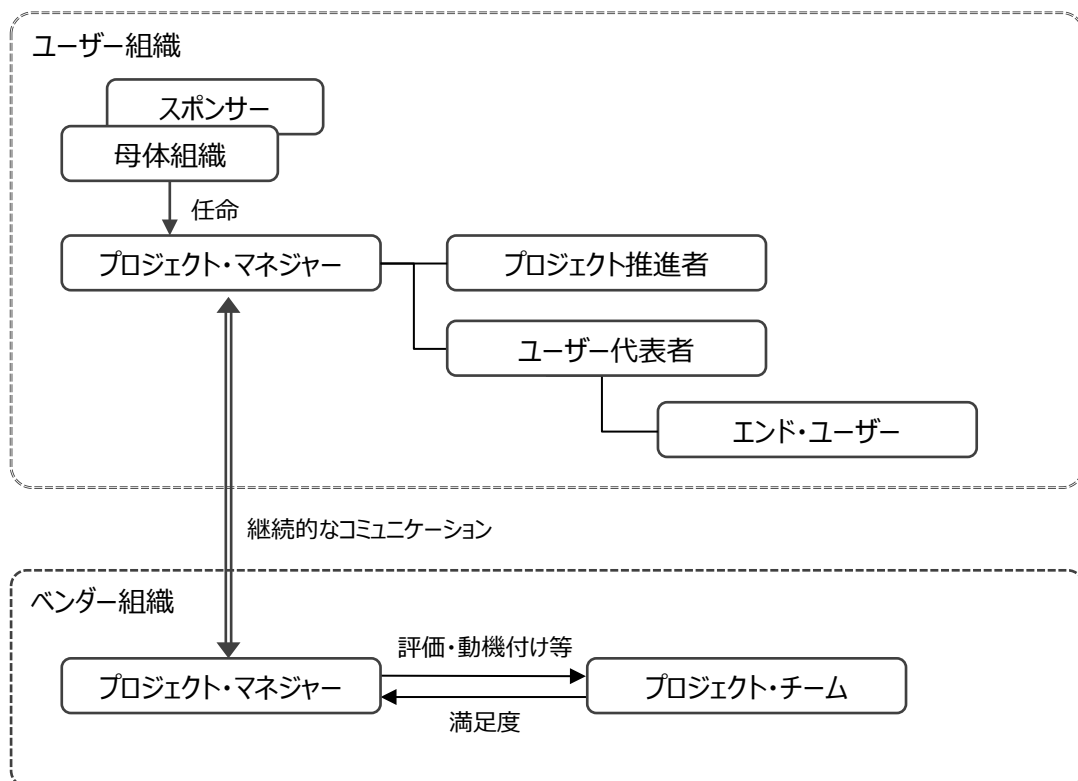 ユーザー組織
スポンサー
母体組織
任命
プロジェクト・マネジャー
プロジェクト推進者
ユーザー代表者
エンド・ユーザー
継続的なコミュニケーション
ベンダー組織
評価・動機付け等
プロジェクト・マネジャー
プロジェクト・チーム
満足度